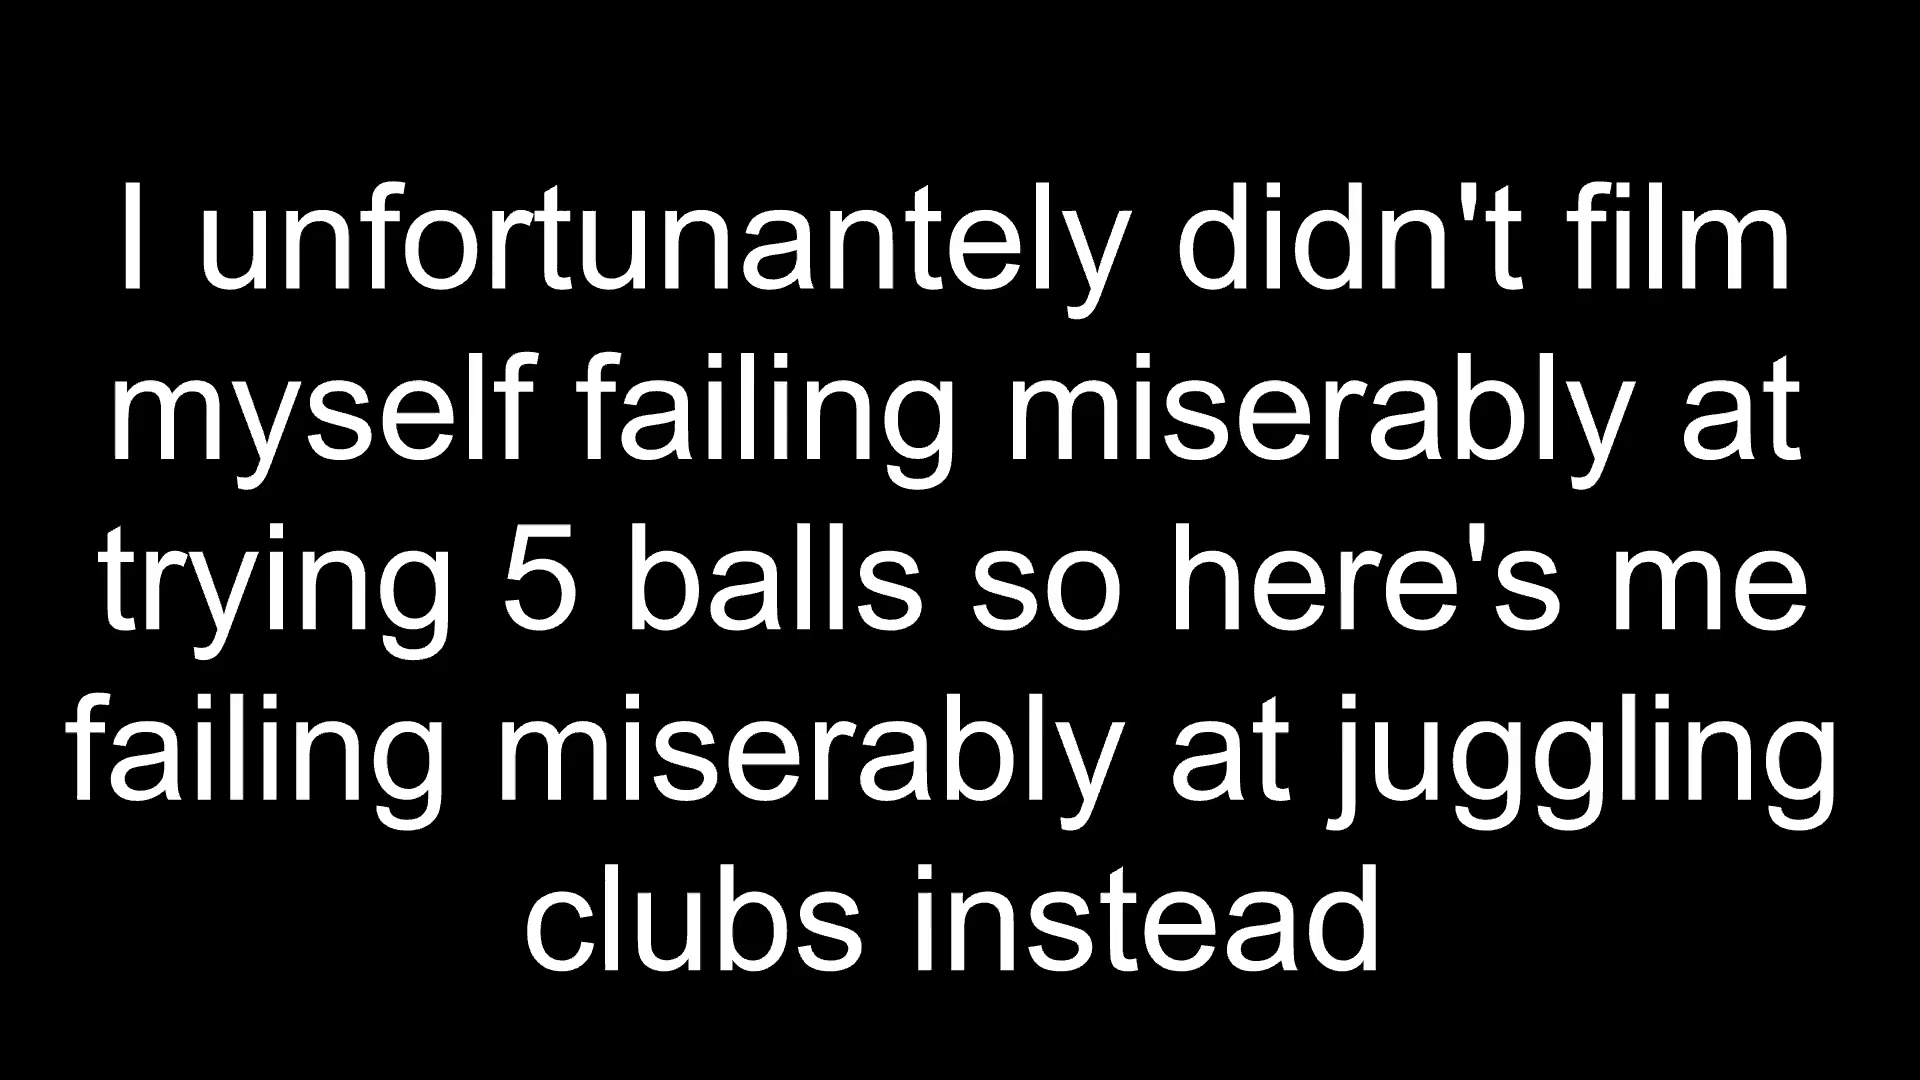 I unfortunantely didn't film
myself failing miserably at
trying 5 balls so here's me
failing miserably at juggling
clubs instead